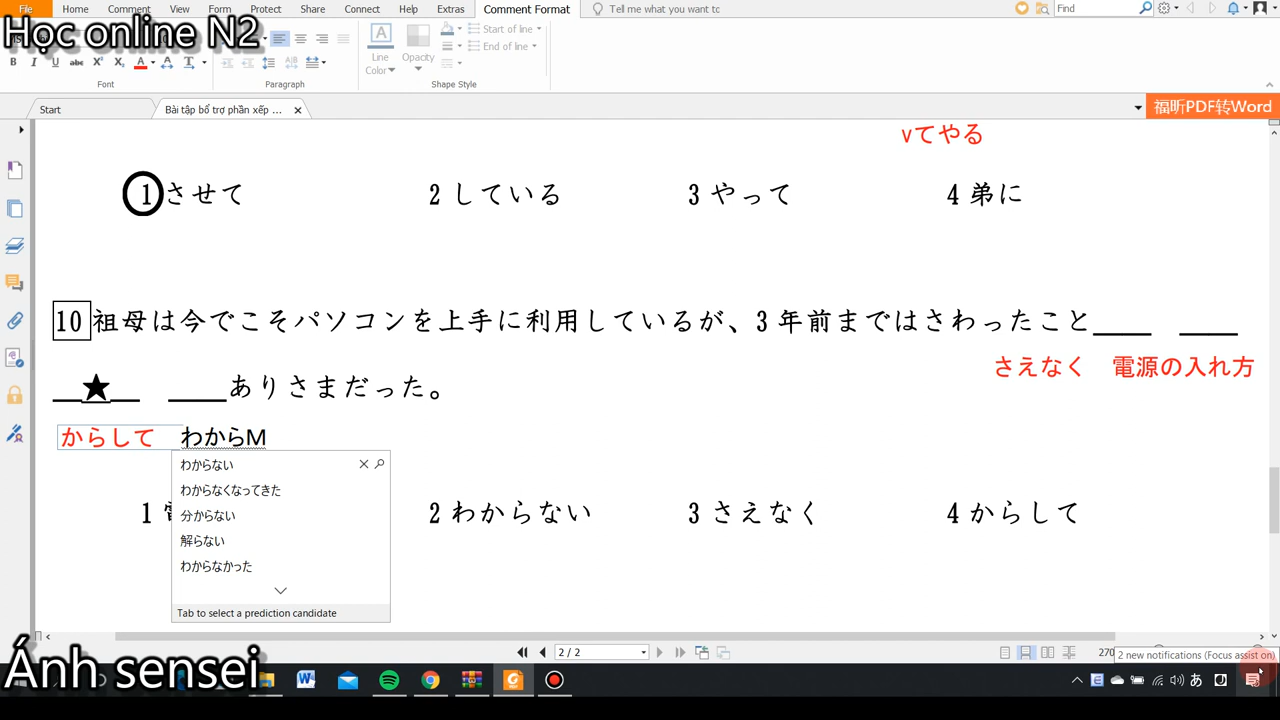 File Home Comment View Form Protect Share Connect Help Extras Comment Format Tell me what you want tc Find
Học online N2
Start of line
End of line
Line Color
Opacity
Font Paragraph Shape Style
Start Bài tập bổ trợ phần xếp ...
福昕PDF转Word
vてやる
1 させて 2 している 3 やって 4 弟に
10 祖母は今でこそパソコンを上手に利用しているが、3年前まではさわったこと____ ____
さえなく 電源の入れ方
__★__ ____ありさまだった。
からして わからM
わからない
わからなくなってきた
分からない
解らない
わからなかった
Tab to select a prediction candidate
1 2 わからない 3 さえなく 4 からして
2 / 2
270
2 new notifications (Focus assist on)
Ánh sensei
あ